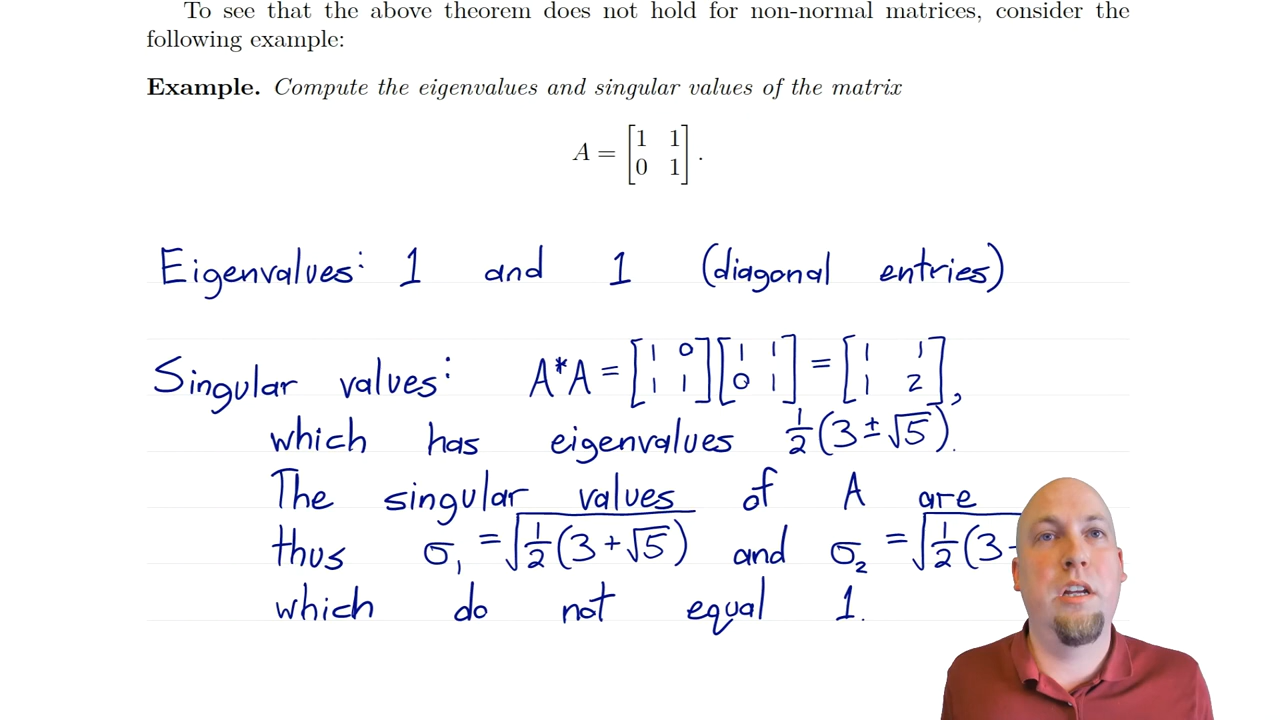 To see that the above theorem does not hold for non-normal matrices, consider the
following example:
Example. Compute the eigenvalues and singular values of the matrix
A = [1 1; 0 1].
Eigenvalues: 1 and 1 (diagonal entries)
Singular values: A*A = [1 0; 1 1][1 1; 0 1] = [1 1; 1 2],
which has eigenvalues 1/2(3±√5).
The singular values of A are
thus σ₁ = √(1/2(3+√5)) and σ₂ = √(1/2(3-
which do not equal 1.